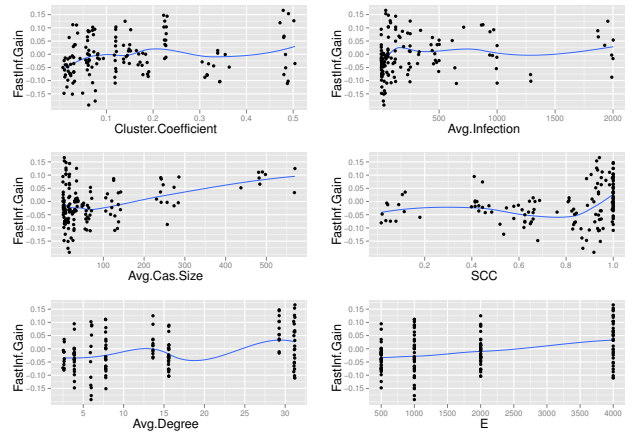 0.15
0.10
0.05
0.00
−0.05
−0.10
−0.15
FastInf.Gain
0.1 0.2 0.3 0.4 0.5
Cluster.Coefficient
0.15
0.10
0.05
0.00
−0.05
−0.10
−0.15
FastInf.Gain
500 1000 1500 2000
Avg.Infection
0.15
0.10
0.05
0.00
−0.05
−0.10
−0.15
FastInf.Gain
100 200 300 400 500
Avg.Cas.Size
0.15
0.10
0.05
0.00
−0.05
−0.10
−0.15
FastInf.Gain
0.2 0.4 0.6 0.8 1.0
SCC
0.15
0.10
0.05
0.00
−0.05
−0.10
−0.15
FastInf.Gain
5 10 15 20 25 30
Avg.Degree
0.15
0.10
0.05
0.00
−0.05
−0.10
−0.15
FastInf.Gain
500 1000 1500 2000 2500 3000 3500 4000
E